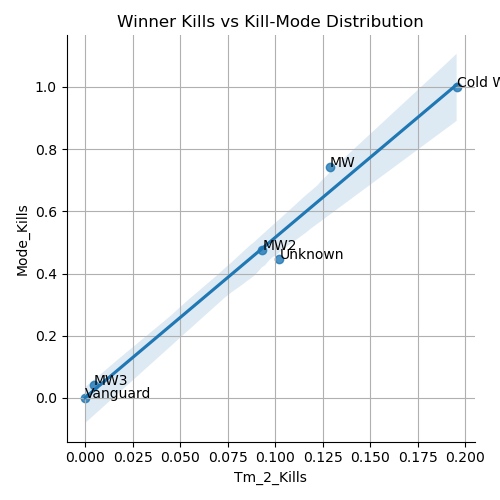 Winner Kills vs Kill-Mode Distribution
Mode_Kills
1.0
0.8
0.6
0.4
0.2
0.0
Cold W
MW
MW2
Unknown
MW3
Vanguard
0.000 0.025 0.050 0.075 0.100 0.125 0.150 0.175 0.200
Tm_2_Kills